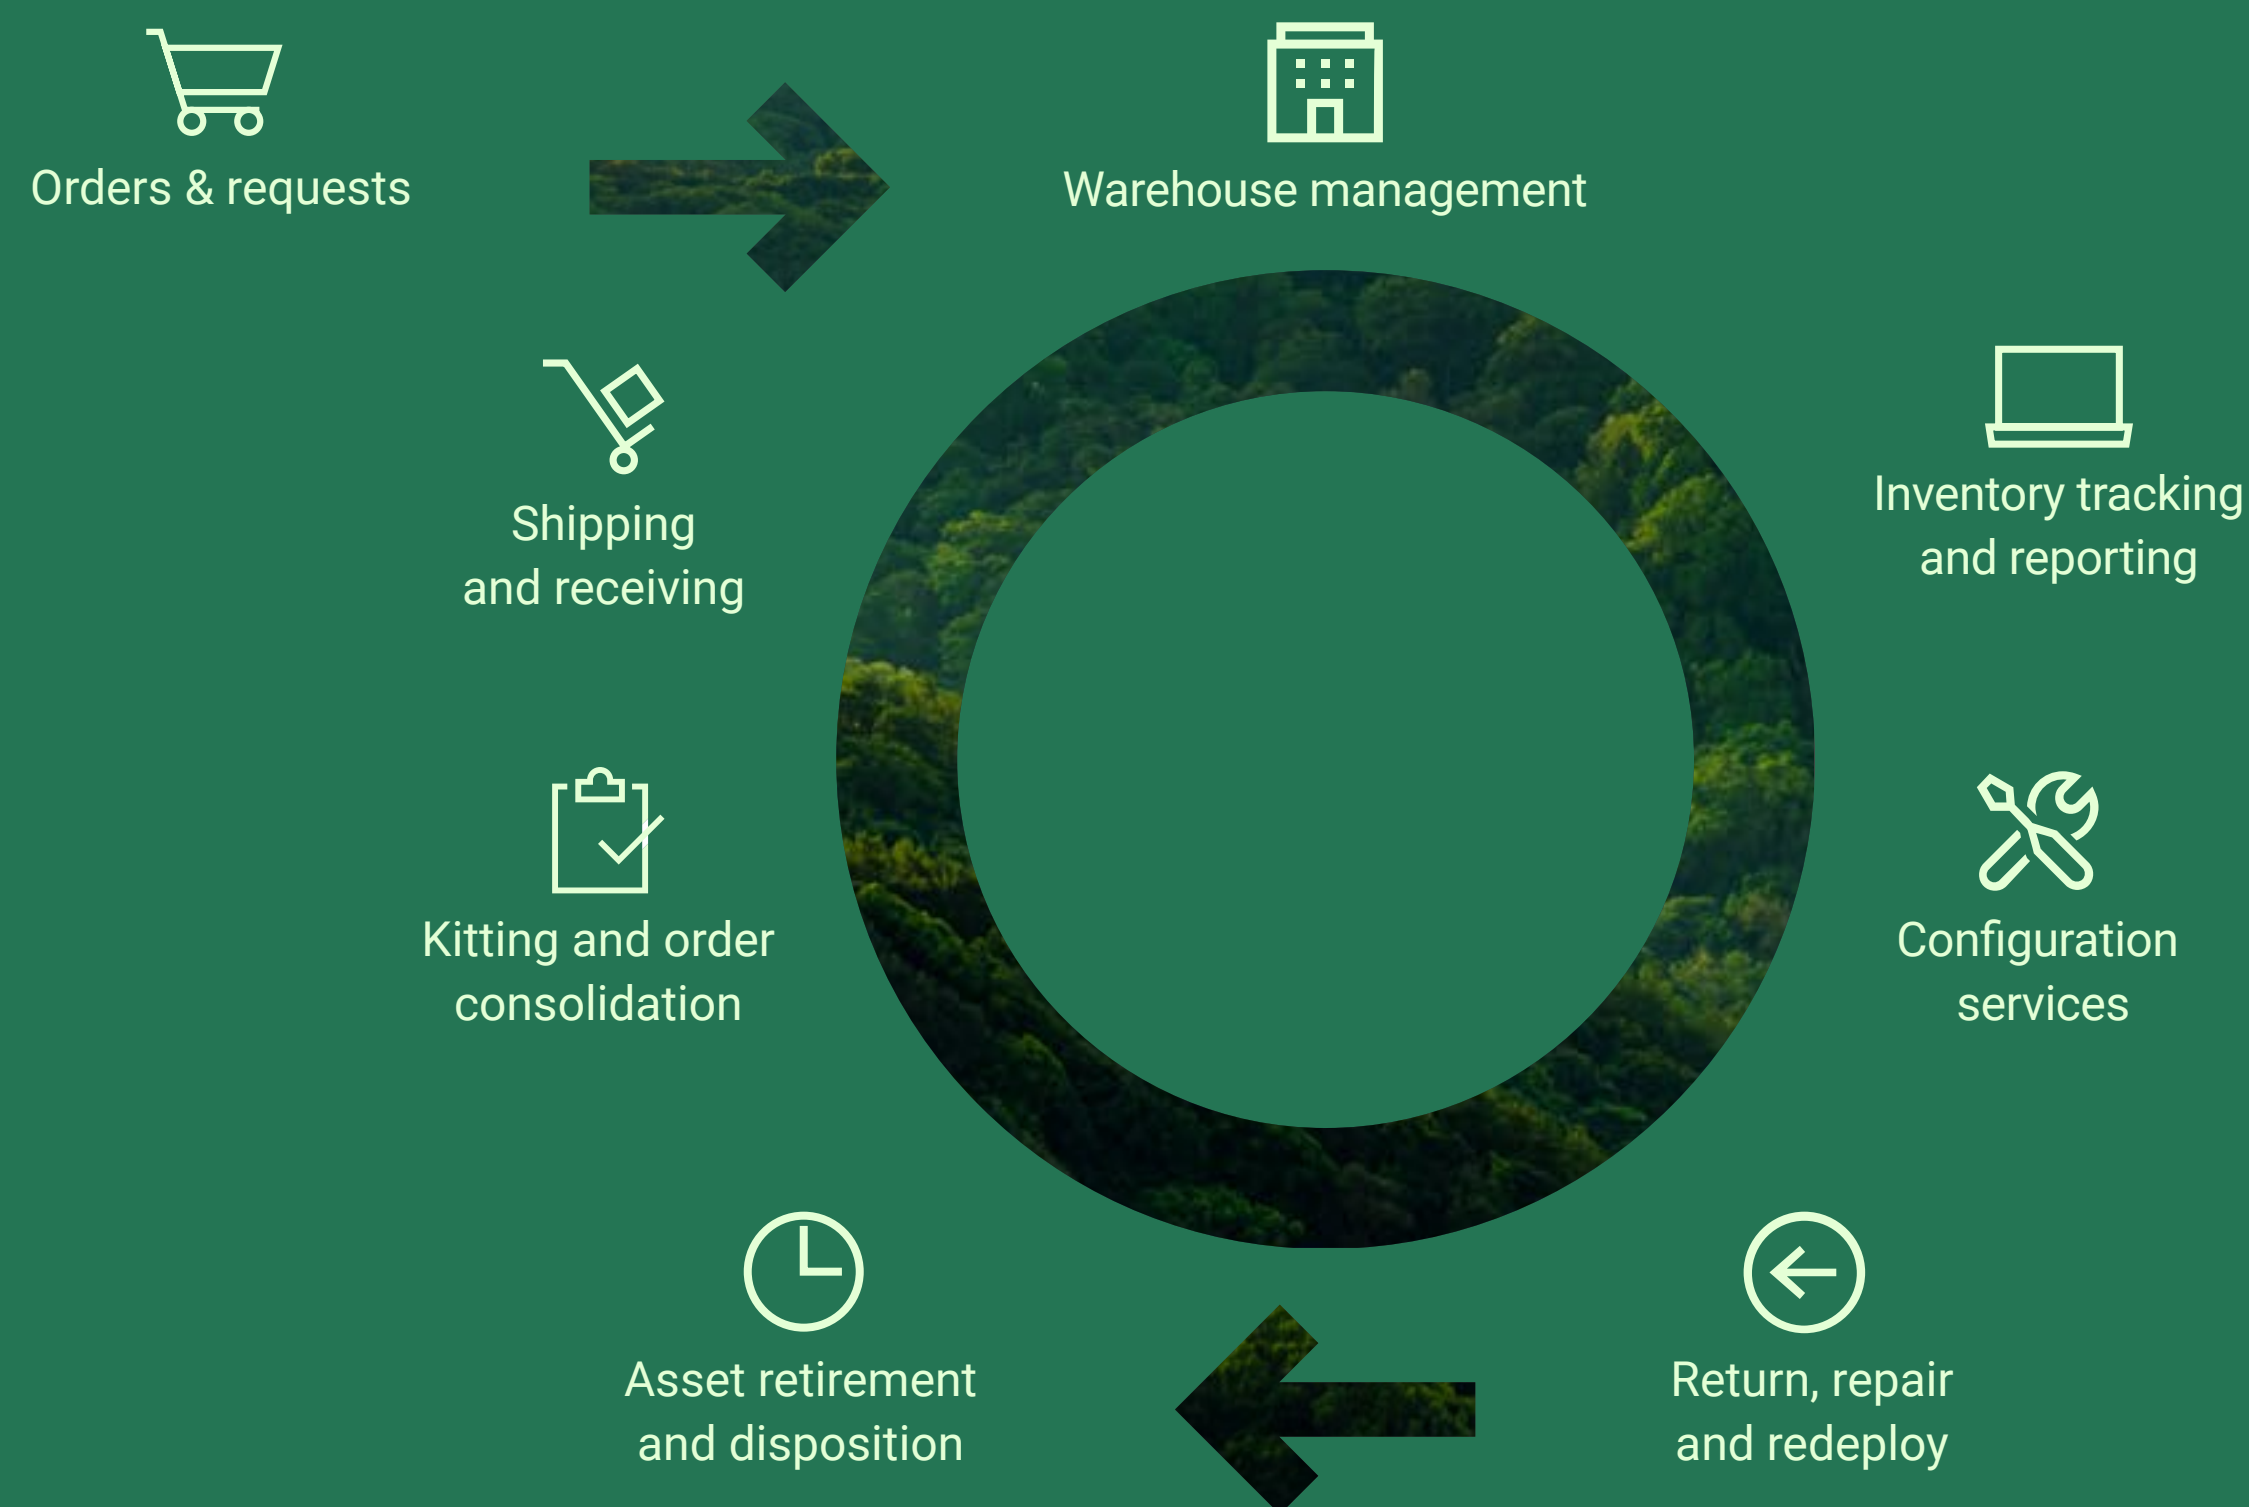 Orders & requests
Warehouse management
Shipping
and receiving
Inventory tracking
and reporting
Kitting and order
consolidation
Configuration
services
Asset retirement
and disposition
Return, repair
and redeploy